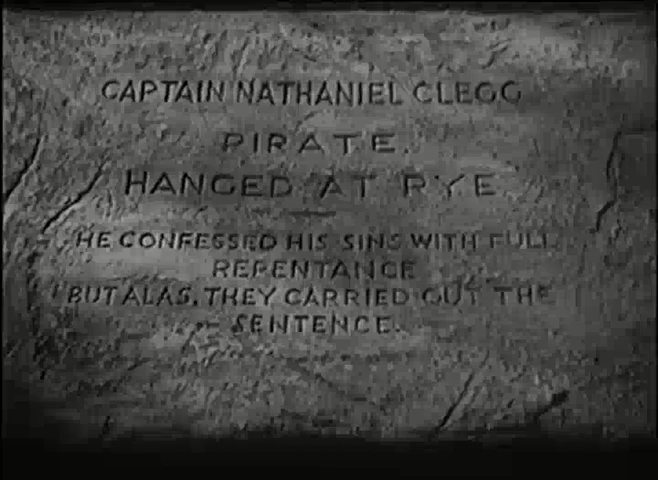 CAPTAIN NATHANIEL CLEGG
PIRATE.
HANGED AT RYE
HE CONFESSED HIS SINS WITH FULL
REPENTANCE
BUT ALAS, THEY CARRIED OUT THE
SENTENCE.